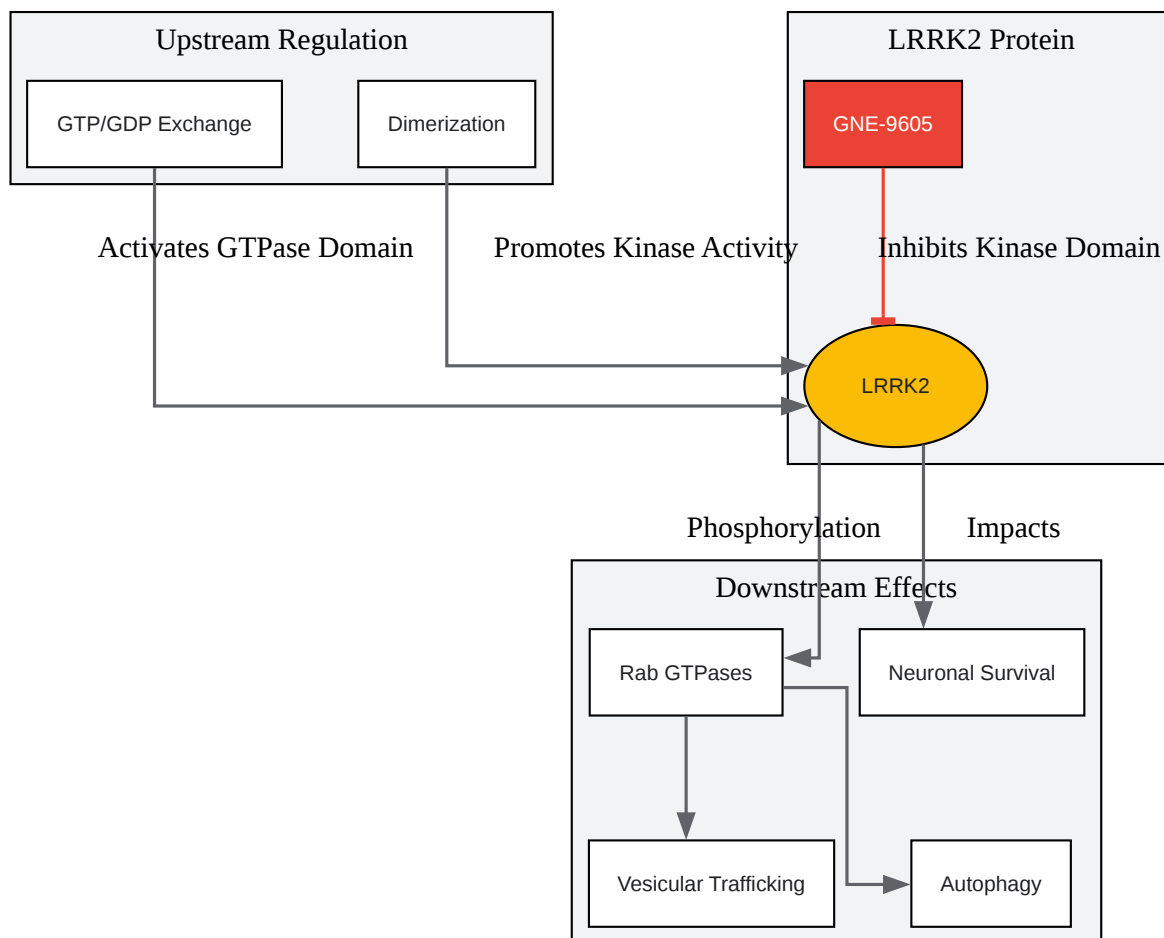 Upstream Regulation
LRRK2 Protein
GTP/GDP Exchange
Dimerization
GNE-9605
Activates GTPase Domain
Promotes Kinase Activity
Inhibits Kinase Domain
LRRK2
Phosphorylation
Impacts
Downstream Effects
Rab GTPases
Neuronal Survival
Vesicular Trafficking
Autophagy